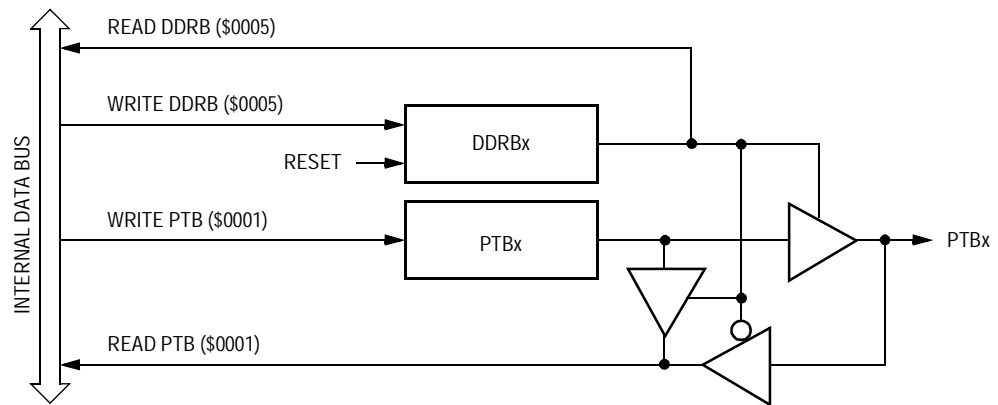 READ DDRB ($0005)
WRITE DDRB ($0005)
DDRBx
RESET
WRITE PTB ($0001)
PTBx
PTBx
READ PTB ($0001)
INTERNAL DATA BUS